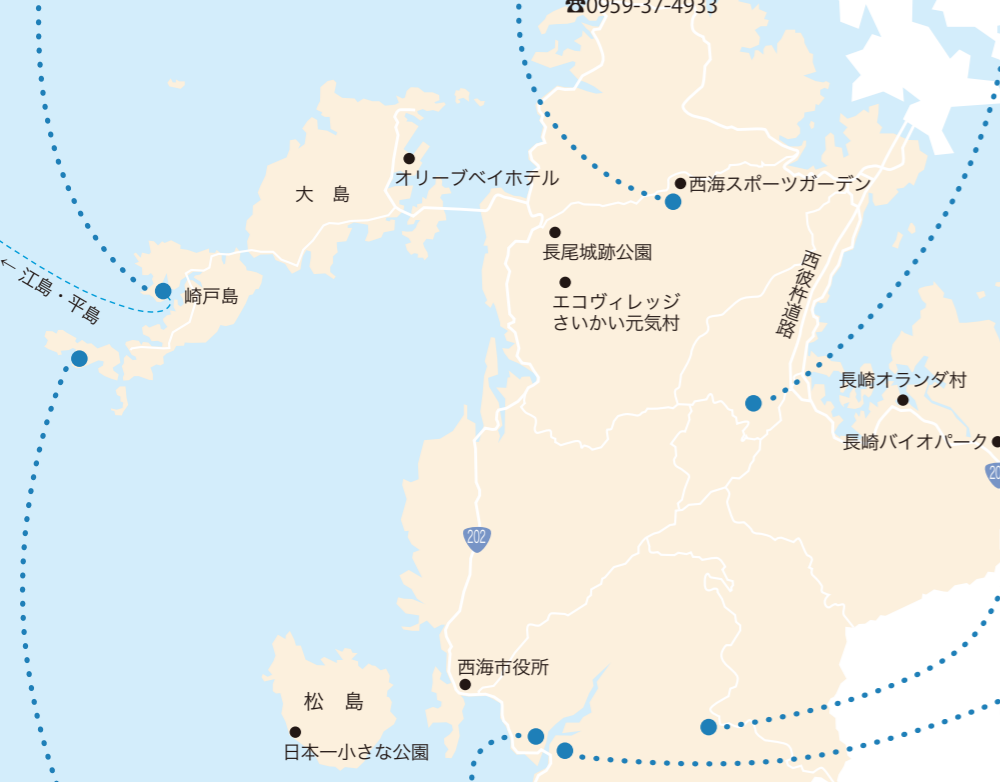 ☎0959-37-4933
オリーブベイホテル
大　島
西海スポーツガーデン
長尾城跡公園
西彼杵道路
← 江島・平島
崎戸島
エコヴィレッジ
さいかい元気村
長崎オランダ村
長崎バイオパーク
202
西海市役所
松　島
日本一小さな公園